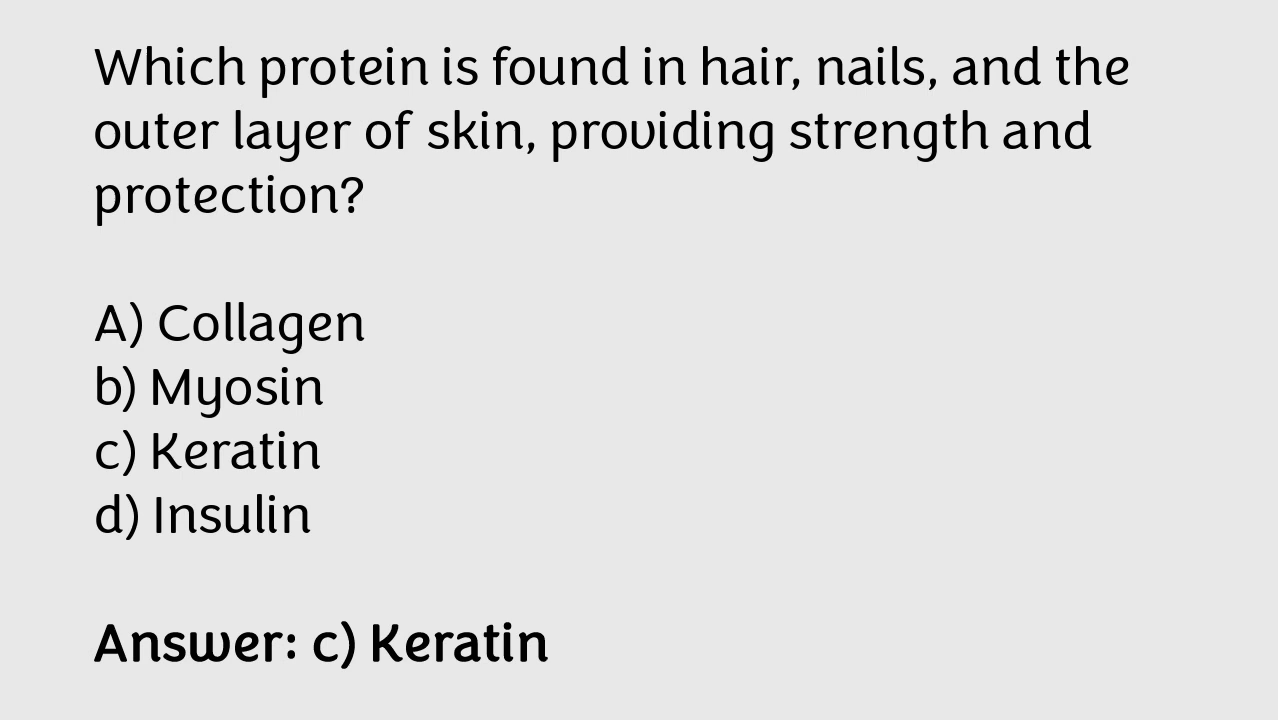 Which protein is found in hair, nails, and the
outer layer of skin, providing strength and
protection?
A) Collagen
b) Myosin
c) Keratin
d) Insulin
Answer: c) Keratin